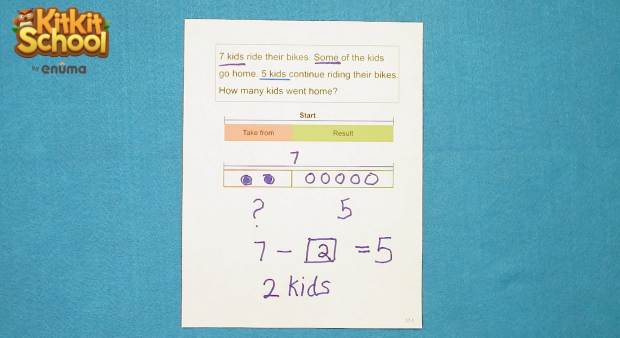 Kitkit
School
by enuma
7 kids ride their bikes. Some of the kids
go home. 5 kids continue riding their bikes.
How many kids went home?
Start
Take from Result
7
? 5
7 - 2 = 5
2 kids